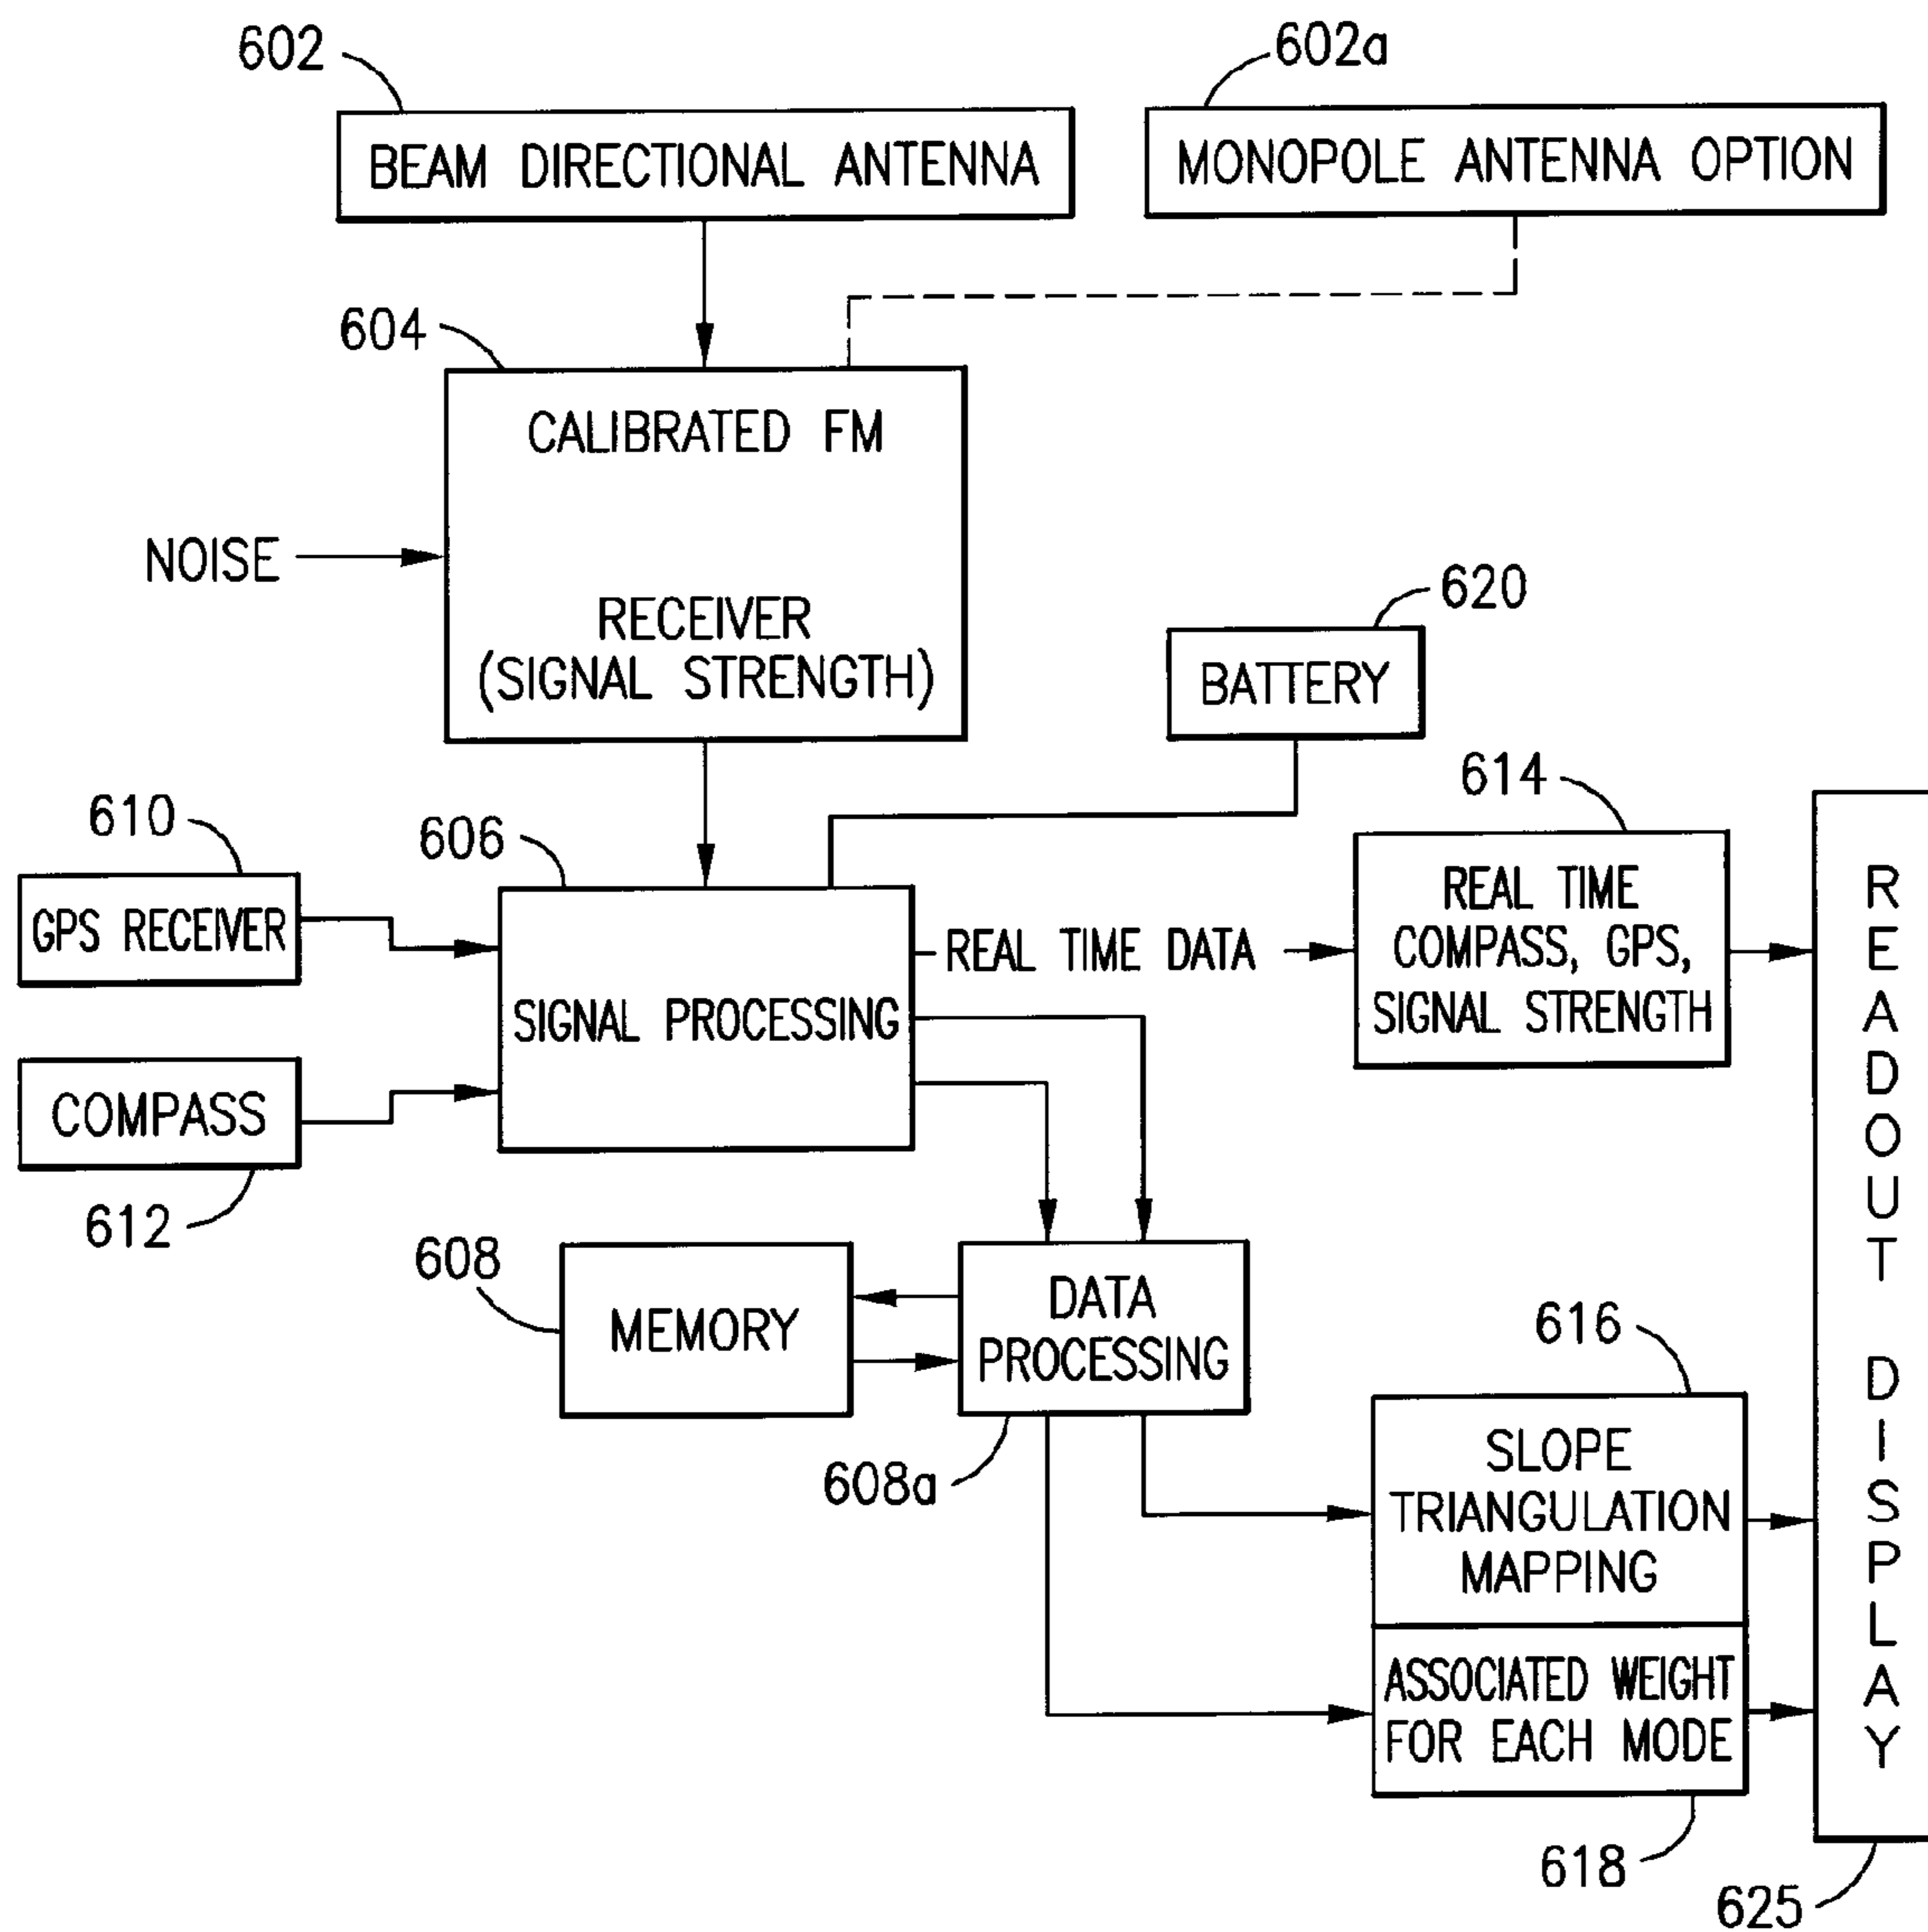 602
602a
BEAM DIRECTIONAL ANTENNA
MONOPOLE ANTENNA OPTION
604
CALIBRATED FM
NOISE
RECEIVER
(SIGNAL STRENGTH)
620
BATTERY
610
606
614
GPS RECEIVER
SIGNAL PROCESSING
REAL TIME DATA
REAL TIME
COMPASS, GPS,
SIGNAL STRENGTH
COMPASS
612
608
MEMORY
DATA
PROCESSING
608a
616
SLOPE
TRIANGULATION
MAPPING
ASSOCIATED WEIGHT
FOR EACH MODE
618
READOUT DISPLAY
625